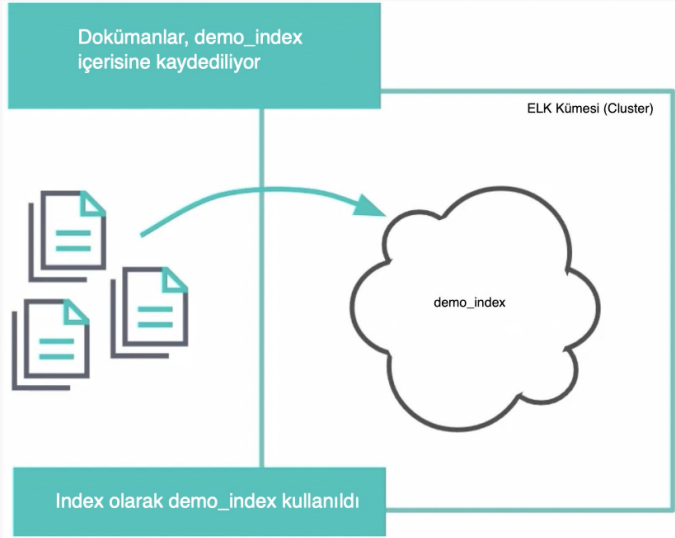 Dokümanlar, demo_index
içerisine kaydediliyor
ELK Kümesi (Cluster)
demo_index
Index olarak demo_index kullanıldı